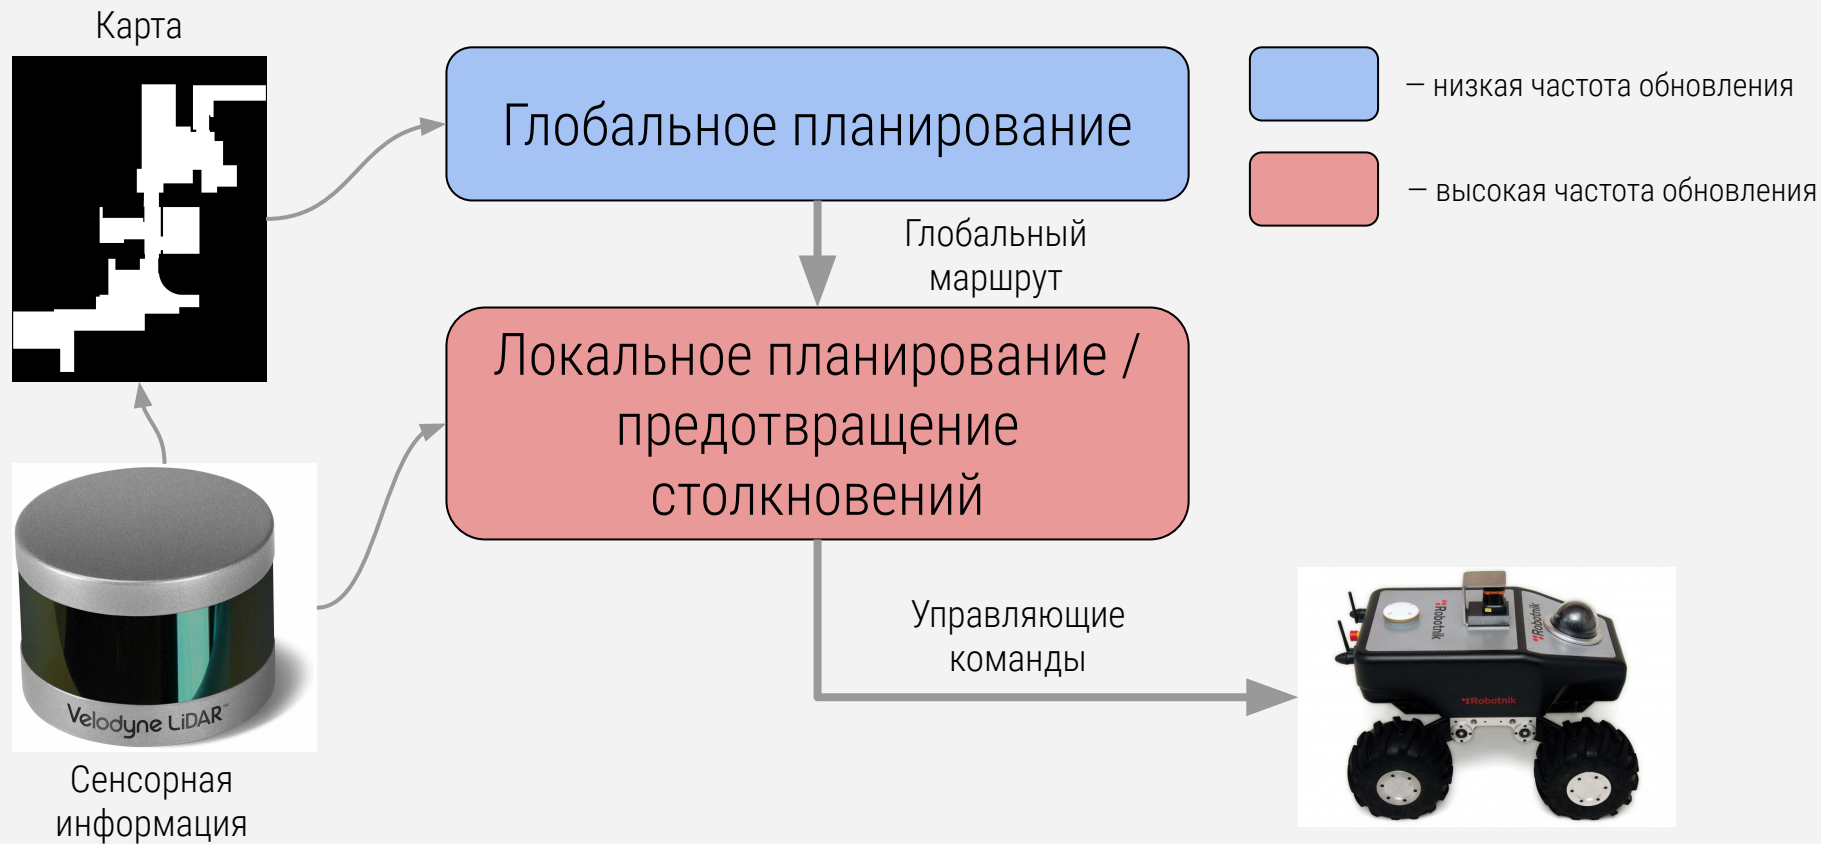 Карта
Глобальное планирование
— низкая частота обновления
— высокая частота обновления
Глобальный
маршрут
Локальное планирование /
предотвращение
столкновений
Управляющие
команды
Velodyne LiDAR™
Сенсорная
информация
Robotnik
Robotnik
Robotnik